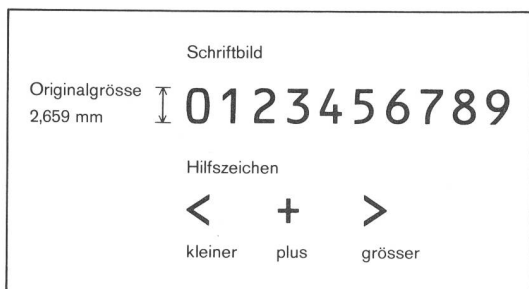 Schriftbild
Originalgrösse
2,659 mm
0123456789
Hilfszeichen
< + >
kleiner plus grösser